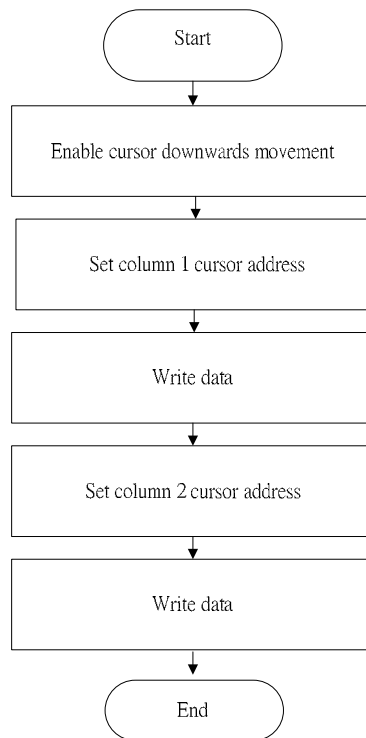 Start
Enable cursor downwards movement
Set column 1 cursor address
Write data
Set column 2 cursor address
Write data
End